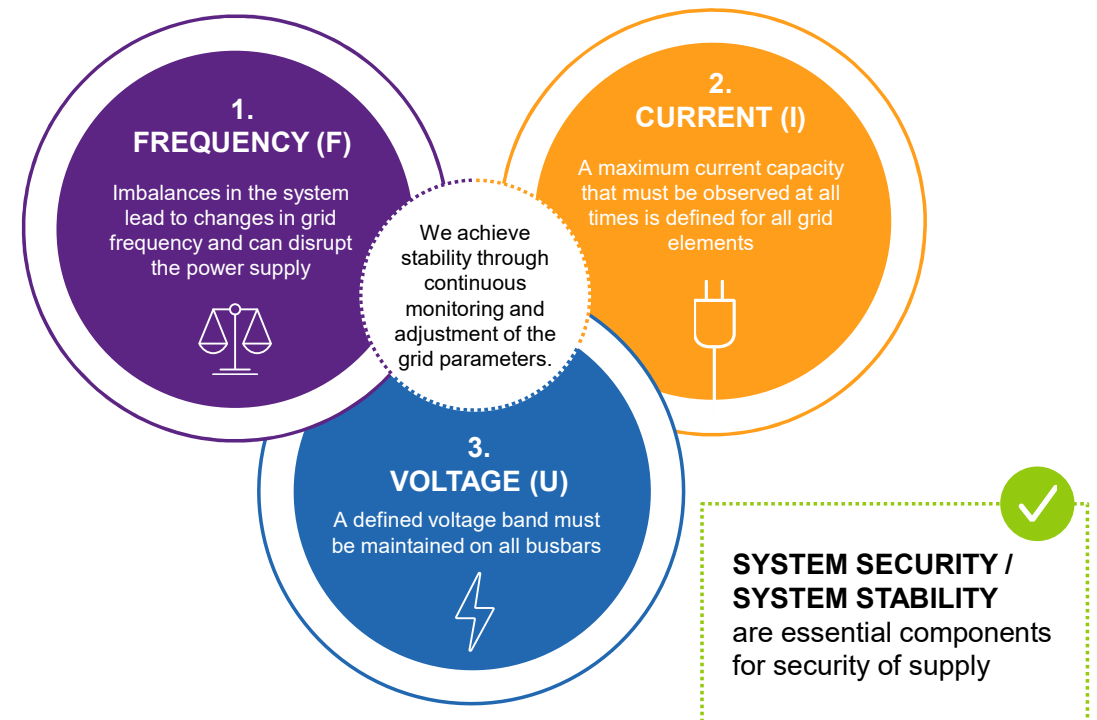 1.
FREQUENCY (F)
Imbalances in the system
lead to changes in grid
frequency and can disrupt
the power supply
2.
CURRENT (I)
A maximum current capacity
that must be observed at all
times is defined for all grid
elements
We achieve
stability through
continuous
monitoring and
adjustment of the
grid parameters.
3.
VOLTAGE (U)
A defined voltage band must
be maintained on all busbars
SYSTEM SECURITY /
SYSTEM STABILITY
are essential components
for security of supply